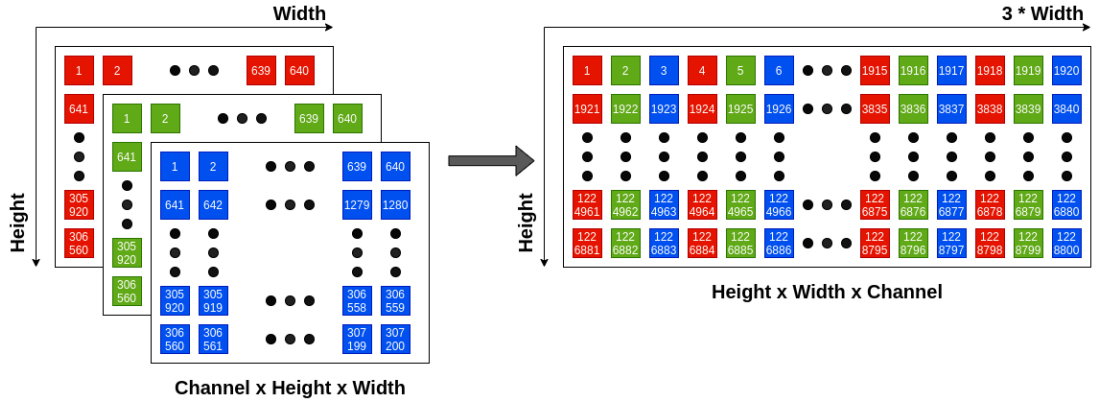 Width
Height
1 2 639 640
641
305
920
306
560
1 2 639 640
641
305
920
306
560
1 2 639 640
641 642 1279 1280
305 305 306 306
920 919 558 559
306 306 307 307
560 561 199 200
Channel x Height x Width
3 * Width
Height
1 2 3 4 5 6 1915 1916 1917 1918 1919 1920
1921 1922 1923 1924 1925 1926 3835 3836 3837 3838 3839 3840
122 122 122 122 122 122 122 122 122 122 122 122
4961 4962 4963 4964 4965 4966 6875 6876 6877 6878 6879 6880
122 122 122 122 122 122 122 122 122 122 122 122
6881 6882 6883 6884 6885 6886 8795 8796 8797 8798 8799 8800
Height x Width x Channel